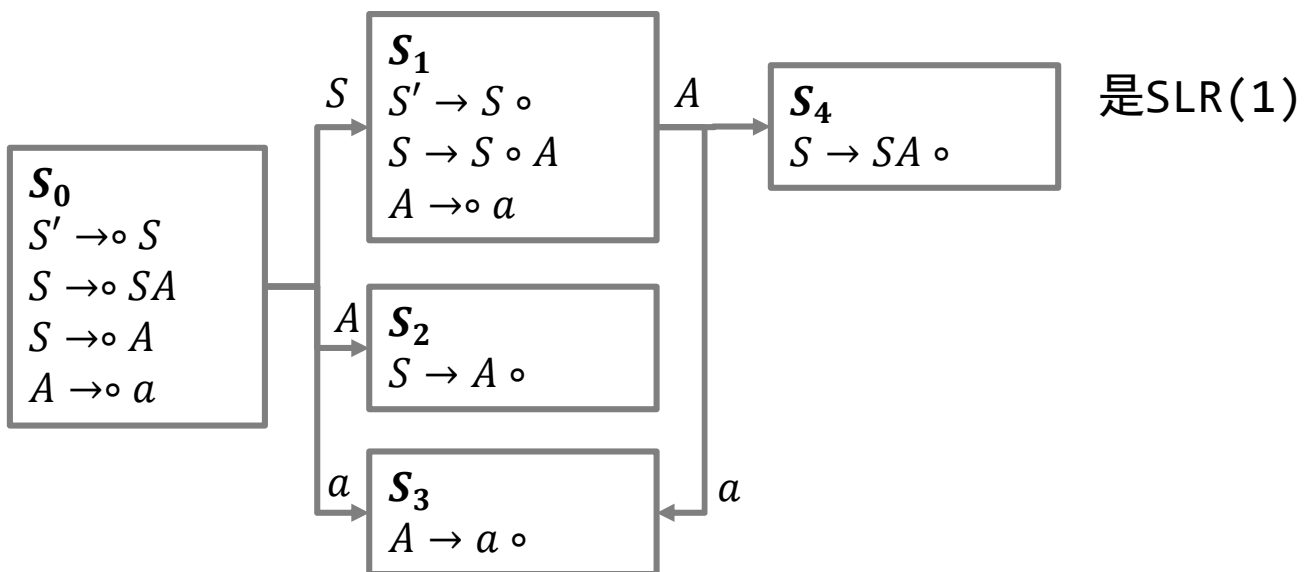 S₀
S′ →∘ S
S →∘ SA
S →∘ A
A →∘ a
S
S₁
S′ → S ∘
S → S ∘ A
A →∘ a
A
S₂
S → A ∘
a
S₃
A → a ∘
A
a
S₄
S → SA ∘
是SLR(1)